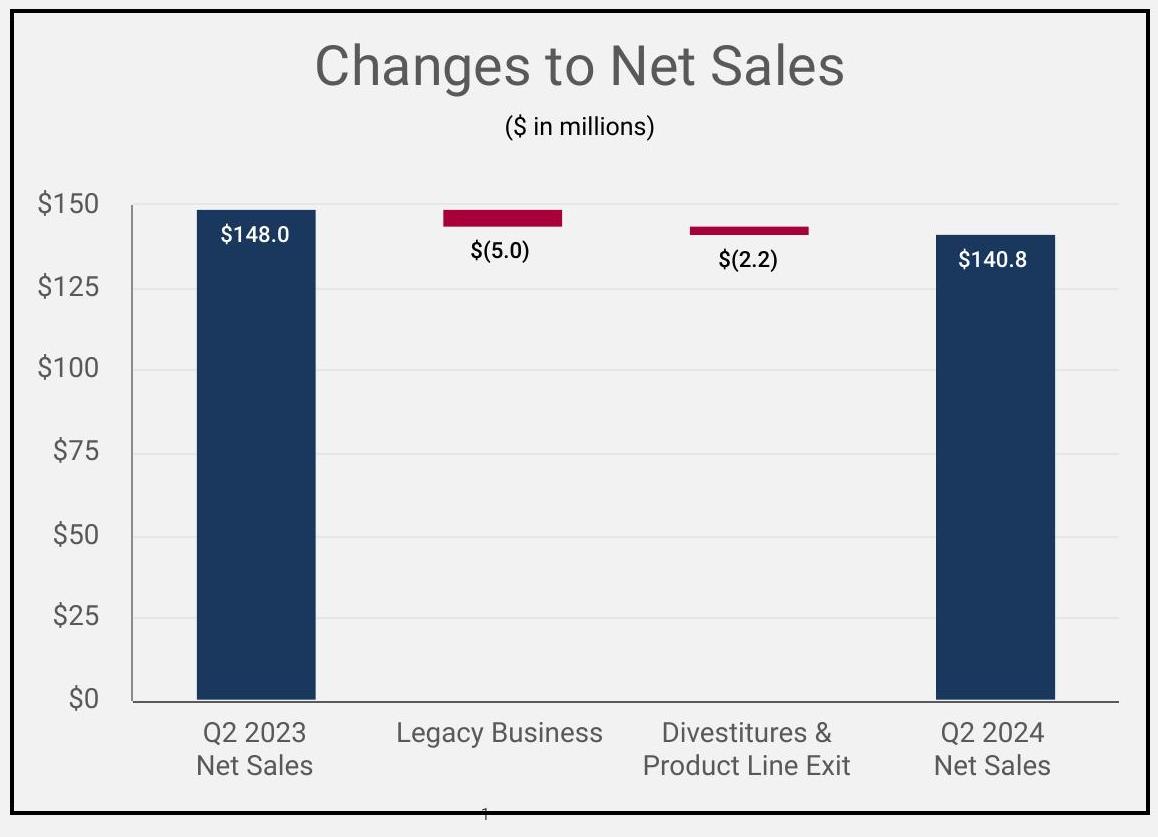 Changes to Net Sales
($ in millions)
$150
$125
$100
$75
$50
$25
$0
$148.0
$(5.0)
$(2.2)
$140.8
Q2 2023
Net Sales
Legacy Business
Divestitures &
Product Line Exit
Q2 2024
Net Sales
1